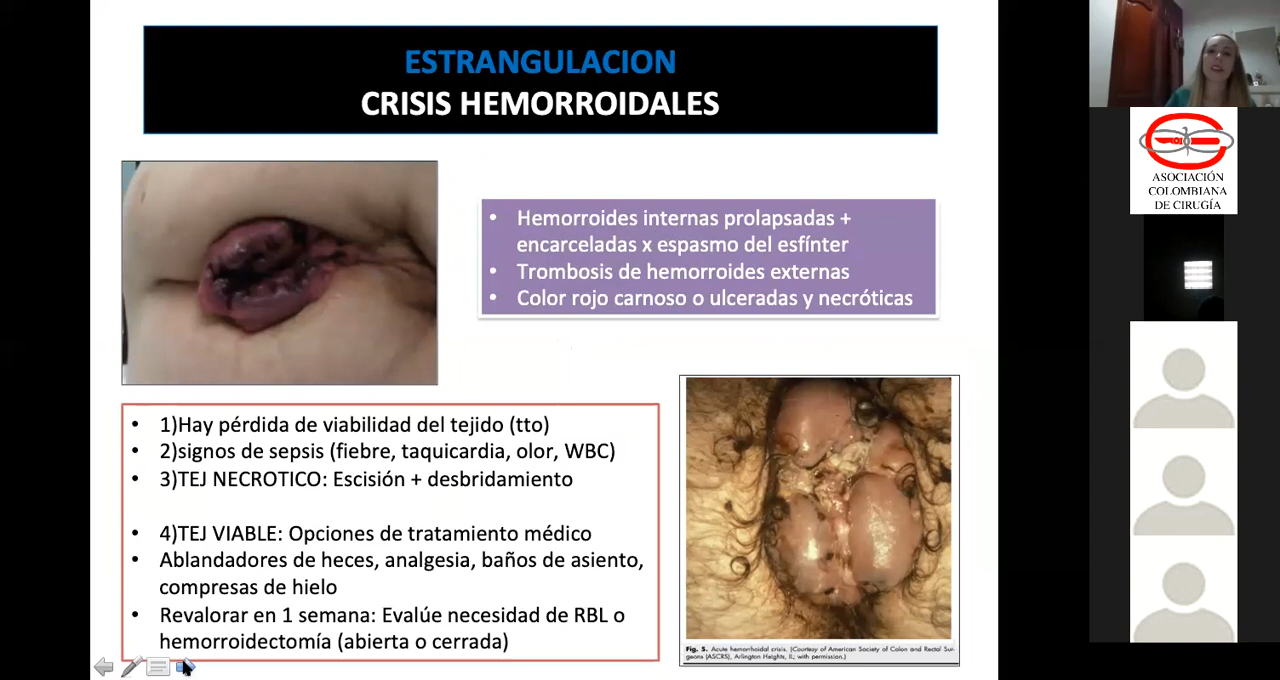 ESTRANGULACION
CRISIS HEMORROIDALES
• Hemorroides internas prolapsadas +
encarceladas x espasmo del esfínter
• Trombosis de hemorroides externas
• Color rojo carnoso o ulceradas y necróticas
• 1)Hay pérdida de viabilidad del tejido (tto)
• 2)signos de sepsis (fiebre, taquicardia, olor, WBC)
• 3)TEJ NECROTICO: Escisión + desbridamiento
• 4)TEJ VIABLE: Opciones de tratamiento médico
• Ablandadores de heces, analgesia, baños de asiento,
compresas de hielo
• Revalorar en 1 semana: Evalúe necesidad de RBL o
hemorroidectomía (abierta o cerrada)
Fig. 5. Acute hemorrhoidal crisis. (Courtesy of American Society of Colon and Rectal Sur-
geons (ASCRS), Arlington Heights, IL; with permission.)
ASOCIACIÓN
COLOMBIANA
DE CIRUGÍA